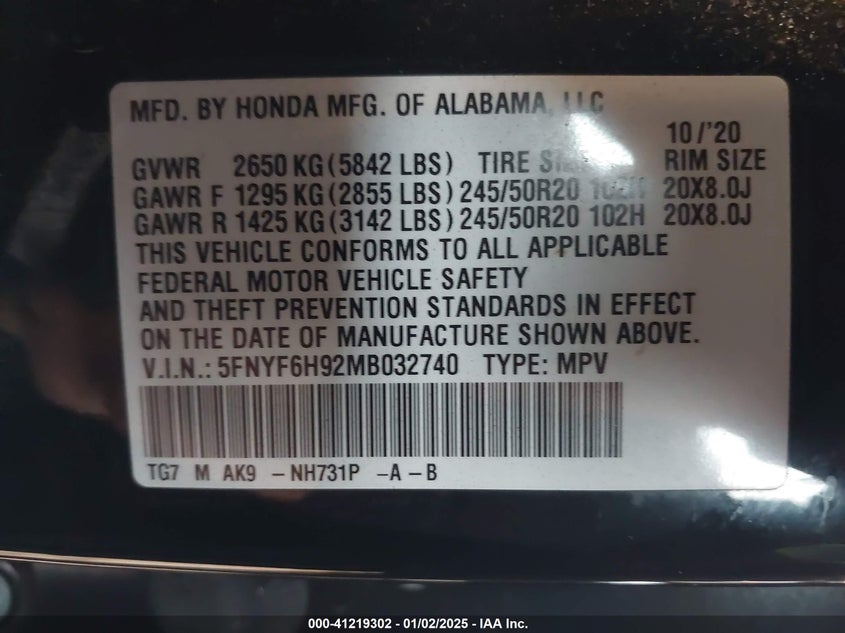 MFD. BY HONDA MFG. OF ALABAMA, LLC
10/'20
GVWR 2650 KG (5842 LBS) TIRE RIM SIZE
GAWR F 1295 KG (2855 LBS) 245/50R20 102H 20X8.0J
GAWR R 1425 KG (3142 LBS) 245/50R20 102H 20X8.0J
THIS VEHICLE CONFORMS TO ALL APPLICABLE
FEDERAL MOTOR VEHICLE SAFETY
AND THEFT PREVENTION STANDARDS IN EFFECT
ON THE DATE OF MANUFACTURE SHOWN ABOVE.
V.I.N.: 5FNYF6H92MB032740 TYPE: MPV
TG7 M AK9 -NH731P -A-B
000-41219302 - 01/02/2025 - IAA Inc.